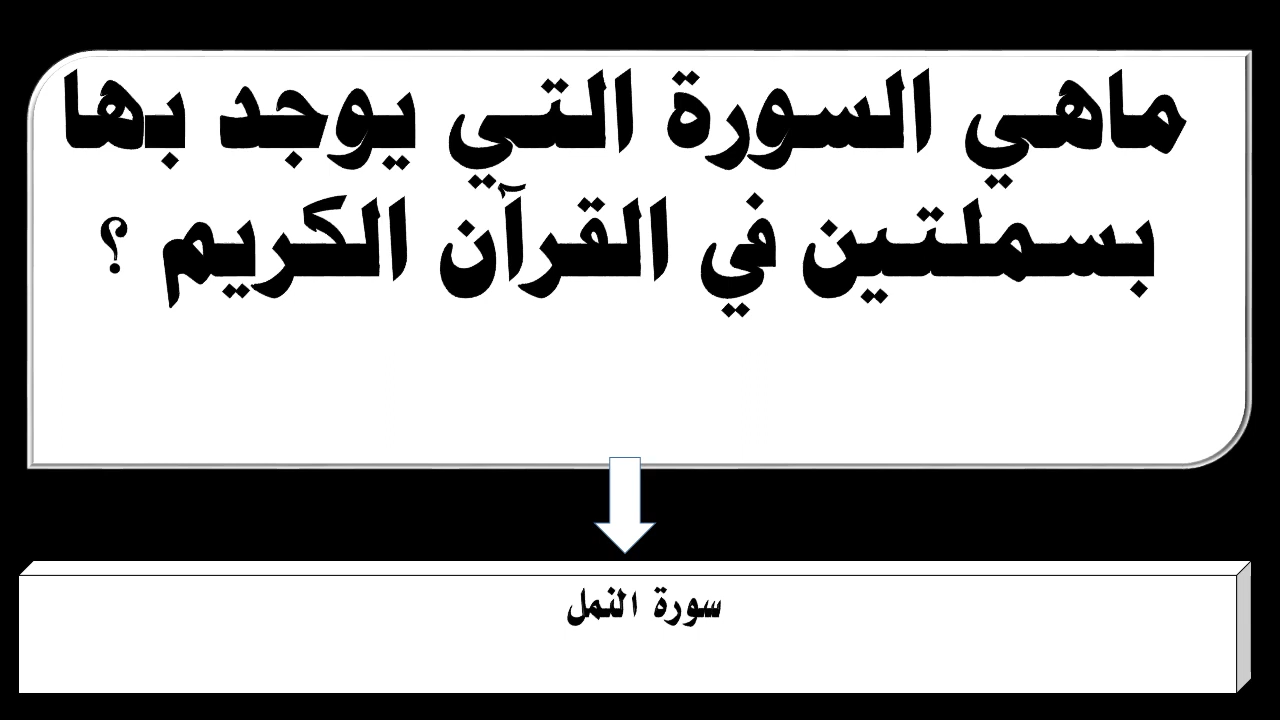 ماهي السورة التي يوجد بها
بسملتين في القرآن الكريم ؟
سورة النمل